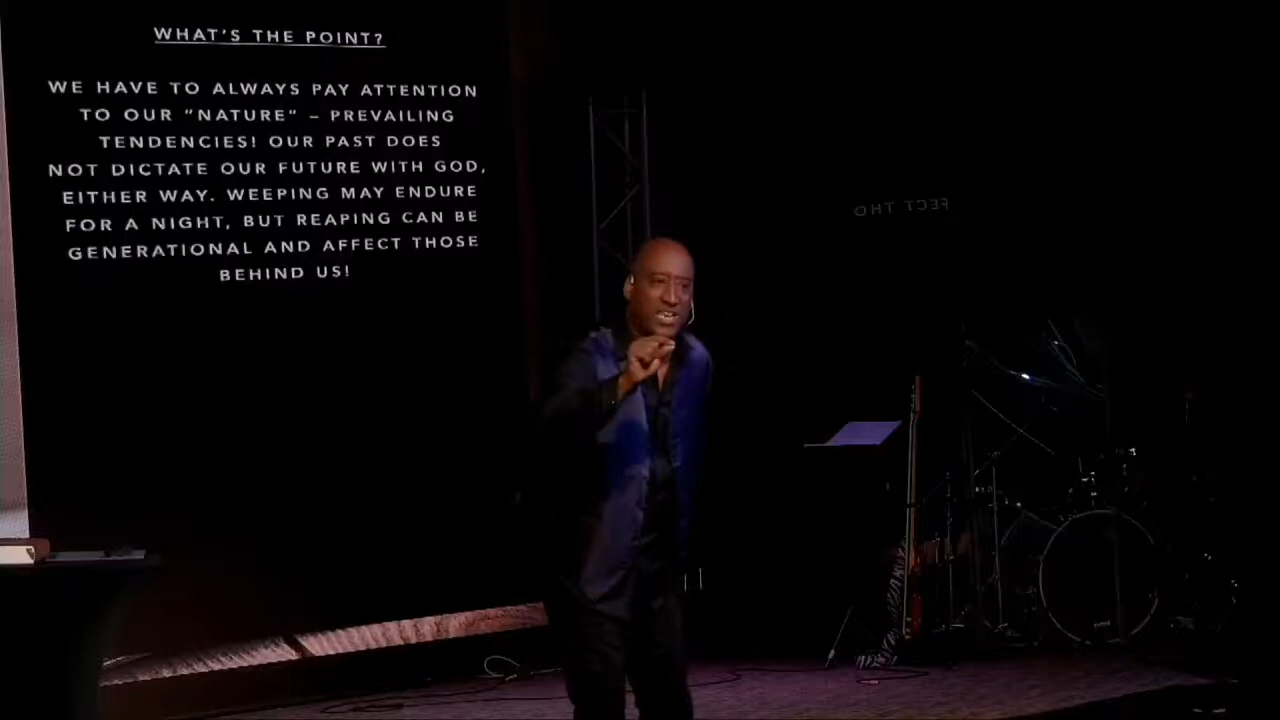 WHAT'S THE POINT?
WE HAVE TO ALWAYS PAY ATTENTION
TO OUR "NATURE" – PREVAILING
TENDENCIES! OUR PAST DOES
NOT DICTATE OUR FUTURE WITH GOD,
EITHER WAY. WEEPING MAY ENDURE
FOR A NIGHT, BUT REAPING CAN BE
GENERATIONAL AND AFFECT THOSE
BEHIND US!
FECT THO